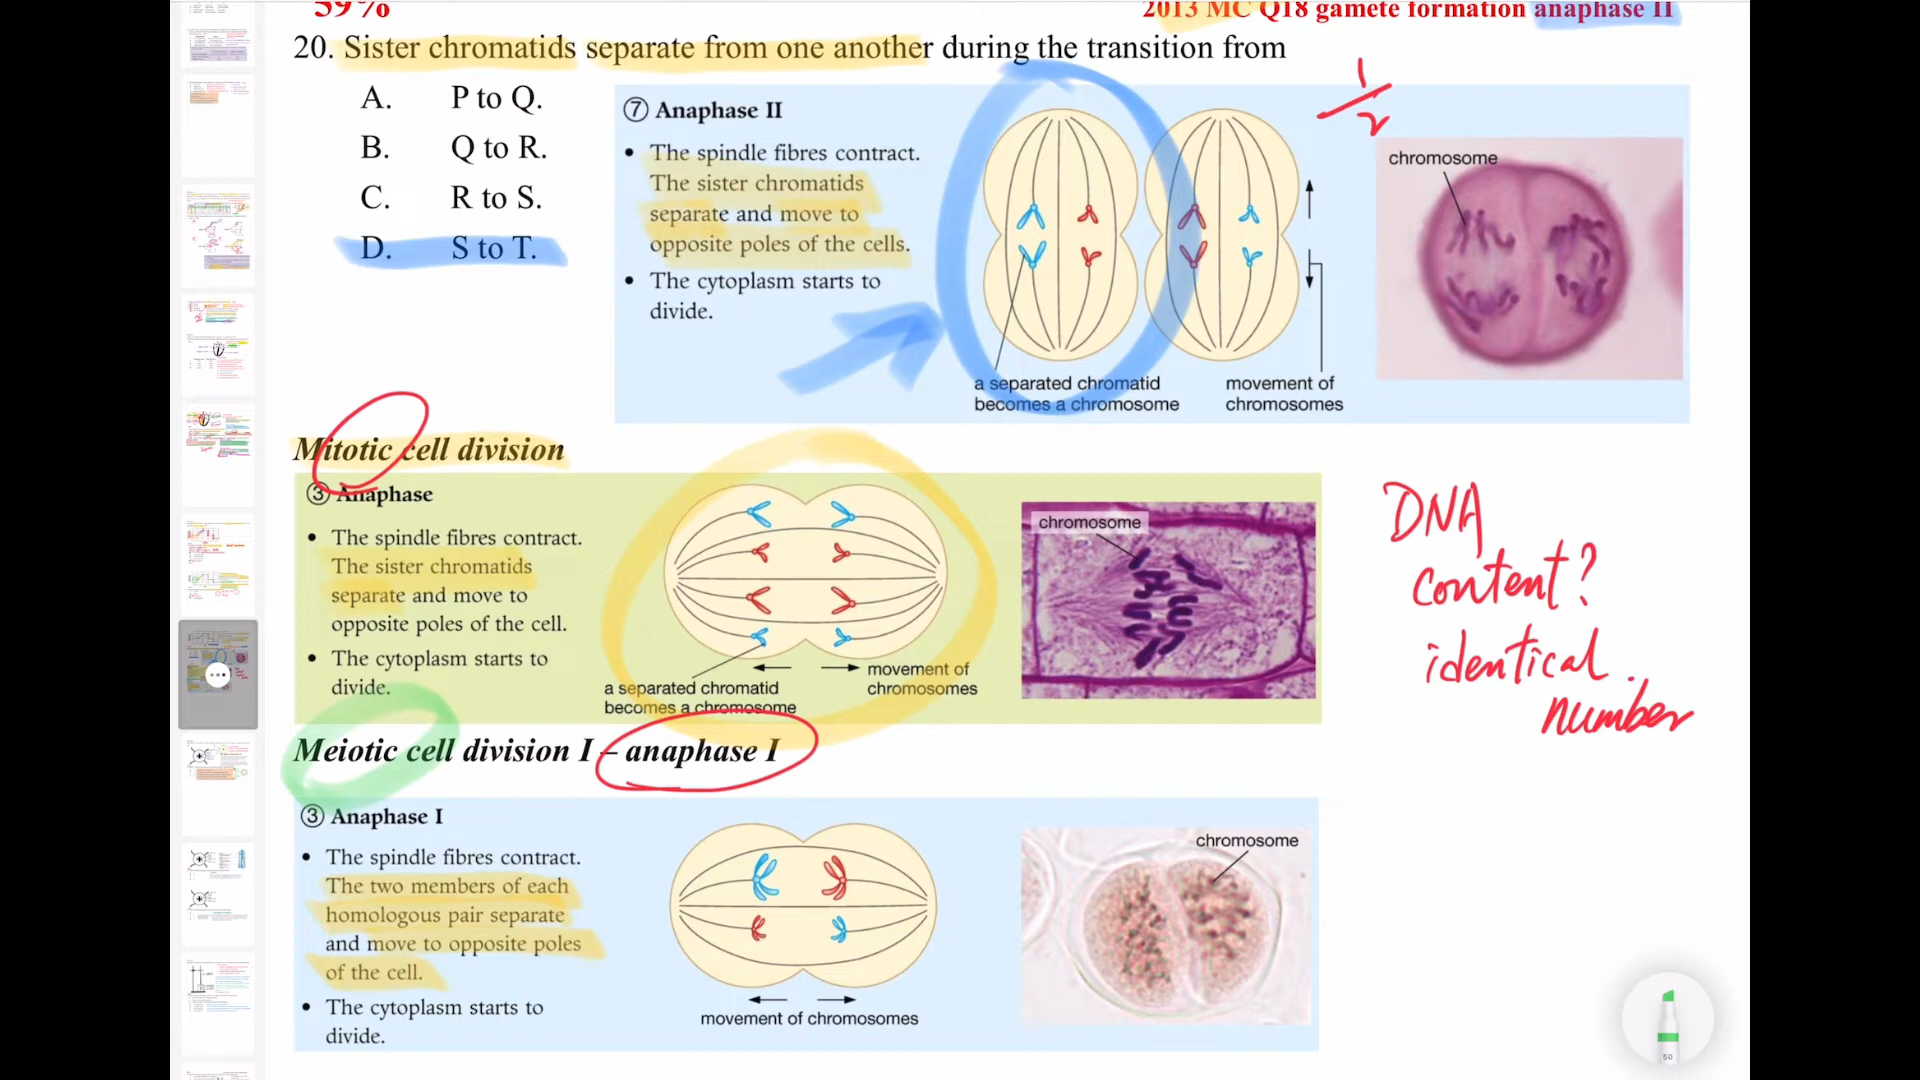 59%
2013 MC Q18 gamete formation anaphase II
20. Sister chromatids separate from one another during the transition from
A. P to Q.
B. Q to R.
C. R to S.
D. S to T.
⑦ Anaphase II
• The spindle fibres contract.
The sister chromatids
separate and move to
opposite poles of the cells.
• The cytoplasm starts to
divide.
a separated chromatid
becomes a chromosome
movement of
chromosomes
1/2
chromosome
Mitotic cell division
③ Anaphase
• The spindle fibres contract.
The sister chromatids
separate and move to
opposite poles of the cell.
• The cytoplasm starts to
divide.
a separated chromatid
becomes a chromosome
movement of
chromosomes
chromosome
DNA
content?
identical
number
Meiotic cell division I – anaphase I
③ Anaphase I
• The spindle fibres contract.
The two members of each
homologous pair separate
and move to opposite poles
of the cell.
• The cytoplasm starts to
divide.
movement of chromosomes
chromosome
50